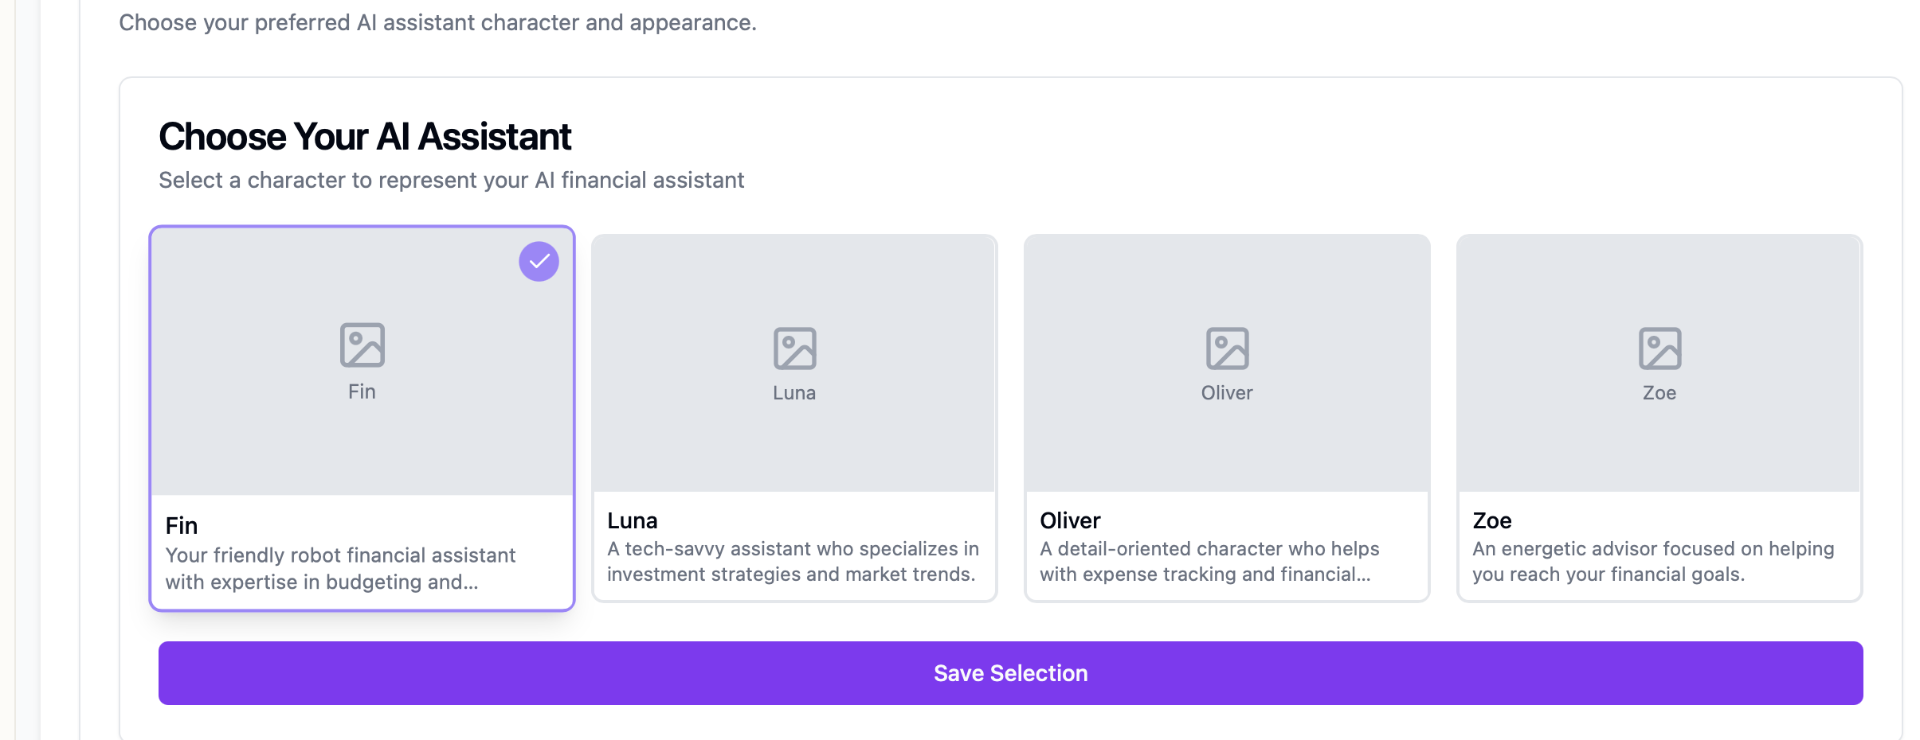 Choose your preferred AI assistant character and appearance.
Choose Your AI Assistant
Select a character to represent your AI financial assistant
Fin
Fin
Your friendly robot financial assistant
with expertise in budgeting and...
Luna
Luna
A tech-savvy assistant who specializes in
investment strategies and market trends.
Oliver
Oliver
A detail-oriented character who helps
with expense tracking and financial...
Zoe
Zoe
An energetic advisor focused on helping
you reach your financial goals.
Save Selection